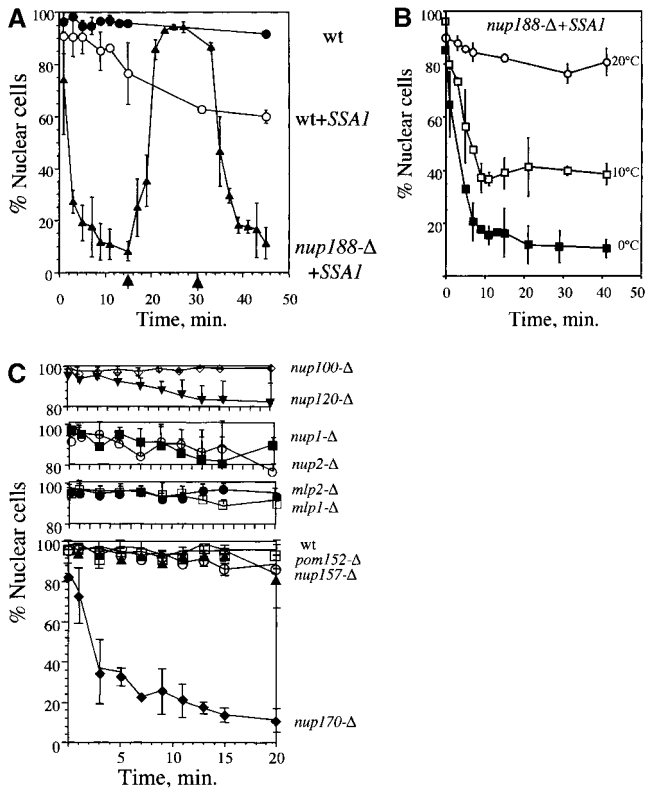 A
% Nuclear cells
100
80
60
40
20
0
0 10 20 30 40 50
Time, min.
wt
wt+SSA1
nup188-Δ
+SSA1
B
nup188-Δ+SSA1
% Nuclear cells
100
80
60
40
20
0 10 20 30 40 50
Time, min.
20°C
10°C
0°C
C
100
80
nup100-Δ
nup120-Δ
100
80
nup1-Δ
nup2-Δ
100
80
mlp2-Δ
mlp1-Δ
% Nuclear cells
100
80
60
40
20
0
wt
pom152-Δ
nup157-Δ
nup170-Δ
5 10 15 20
Time, min.